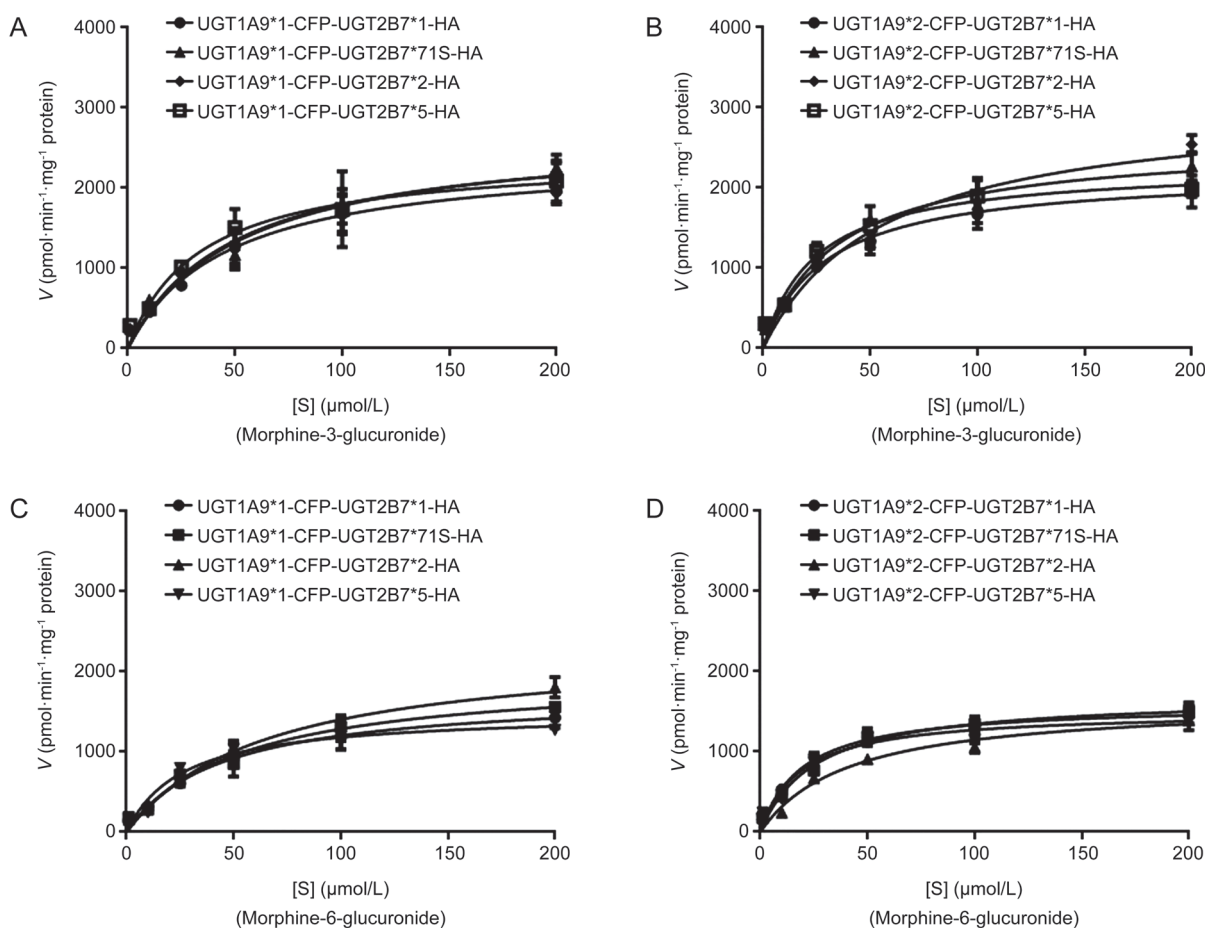 A
UGT1A9*1-CFP-UGT2B7*1-HA
UGT1A9*1-CFP-UGT2B7*71S-HA
UGT1A9*1-CFP-UGT2B7*2-HA
UGT1A9*1-CFP-UGT2B7*5-HA
4000
3000
2000
1000
0
V (pmol·min⁻¹·mg⁻¹ protein)
0 50 100 150 200
[S] (μmol/L)
(Morphine-3-glucuronide)
B
UGT1A9*2-CFP-UGT2B7*1-HA
UGT1A9*2-CFP-UGT2B7*71S-HA
UGT1A9*2-CFP-UGT2B7*2-HA
UGT1A9*2-CFP-UGT2B7*5-HA
4000
3000
2000
1000
0
V (pmol·min⁻¹·mg⁻¹ protein)
0 50 100 150 200
[S] (μmol/L)
(Morphine-3-glucuronide)
C
UGT1A9*1-CFP-UGT2B7*1-HA
UGT1A9*1-CFP-UGT2B7*71S-HA
UGT1A9*1-CFP-UGT2B7*2-HA
UGT1A9*1-CFP-UGT2B7*5-HA
4000
3000
2000
1000
0
V (pmol·min⁻¹·mg⁻¹ protein)
0 50 100 150 200
[S] (μmol/L)
(Morphine-6-glucuronide)
D
UGT1A9*2-CFP-UGT2B7*1-HA
UGT1A9*2-CFP-UGT2B7*71S-HA
UGT1A9*2-CFP-UGT2B7*2-HA
UGT1A9*2-CFP-UGT2B7*5-HA
4000
3000
2000
1000
0
V (pmol·min⁻¹·mg⁻¹ protein)
0 50 100 150 200
[S] (μmol/L)
(Morphine-6-glucuronide)